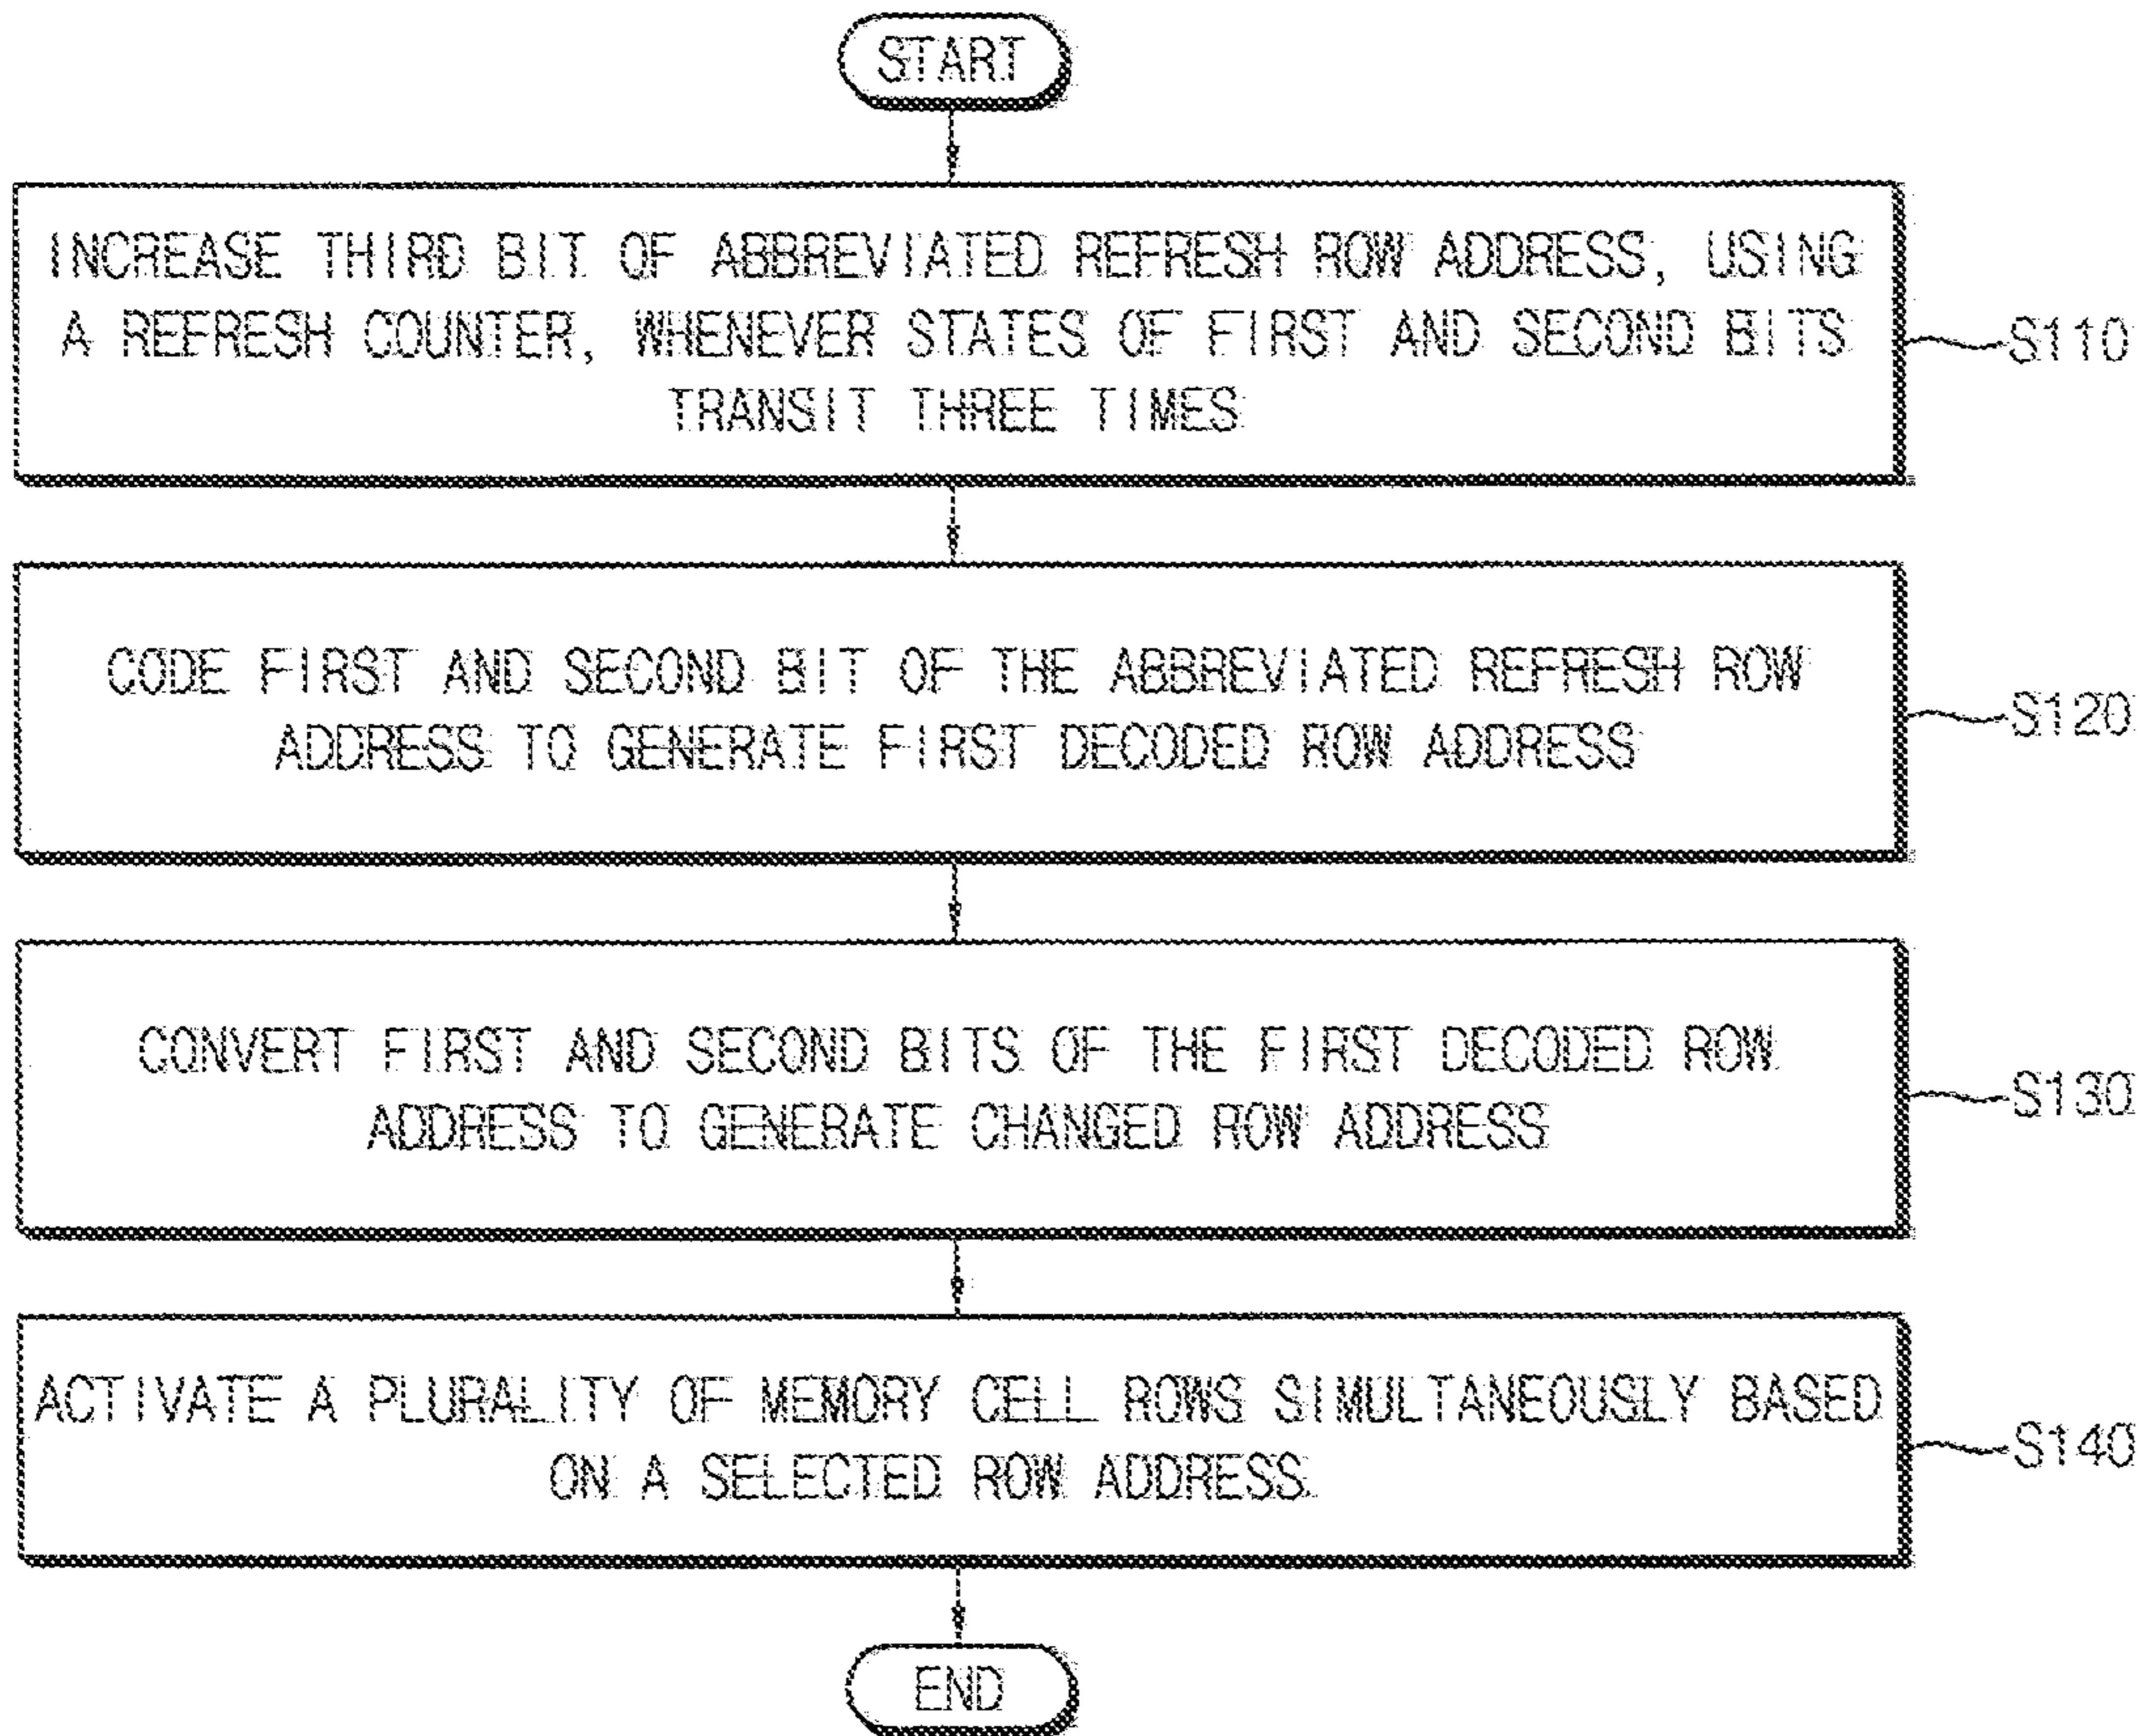 START
INCREASE THIRD BIT OF ABBREVIATED REFRESH ROW ADDRESS, USING
A REFRESH COUNTER, WHENEVER STATES OF FIRST AND SECOND BITS
TRANSIT THREE TIMES
S110
CODE FIRST AND SECOND BIT OF THE ABBREVIATED REFRESH ROW
ADDRESS TO GENERATE FIRST DECODED ROW ADDRESS
S120
CONVERT FIRST AND SECOND BITS OF THE FIRST DECODED ROW
ADDRESS TO GENERATE CHANGED ROW ADDRESS
S130
ACTIVATE A PLURALITY OF MEMORY CELL ROWS SIMULTANEOUSLY BASED
ON A SELECTED ROW ADDRESS
S140
END